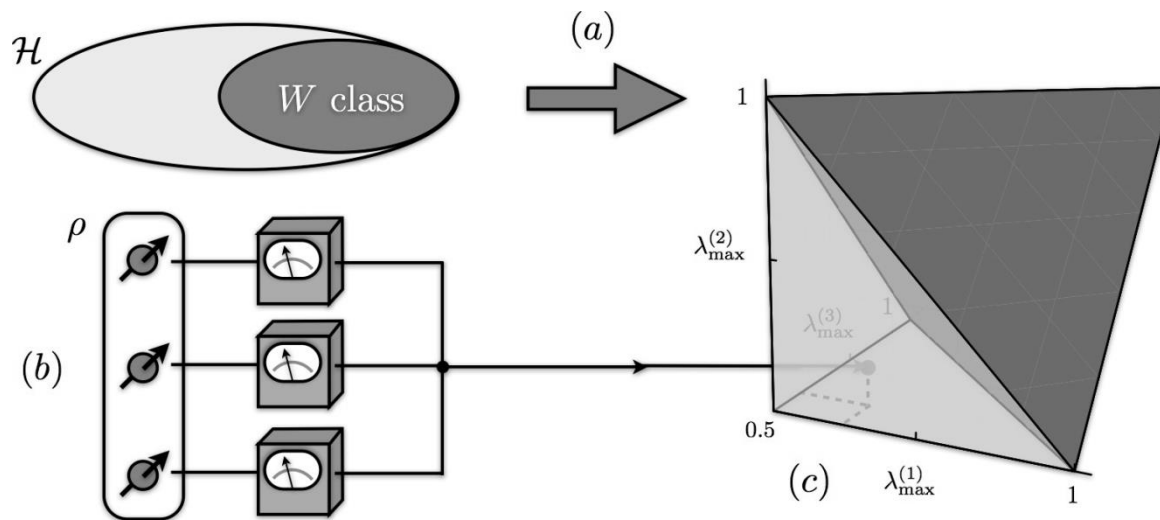 (a)
ℋ
W class
1
ρ
λ_max^(2)
1
λ_max^(3)
(b)
0.5
λ_max^(1)
(c)
1